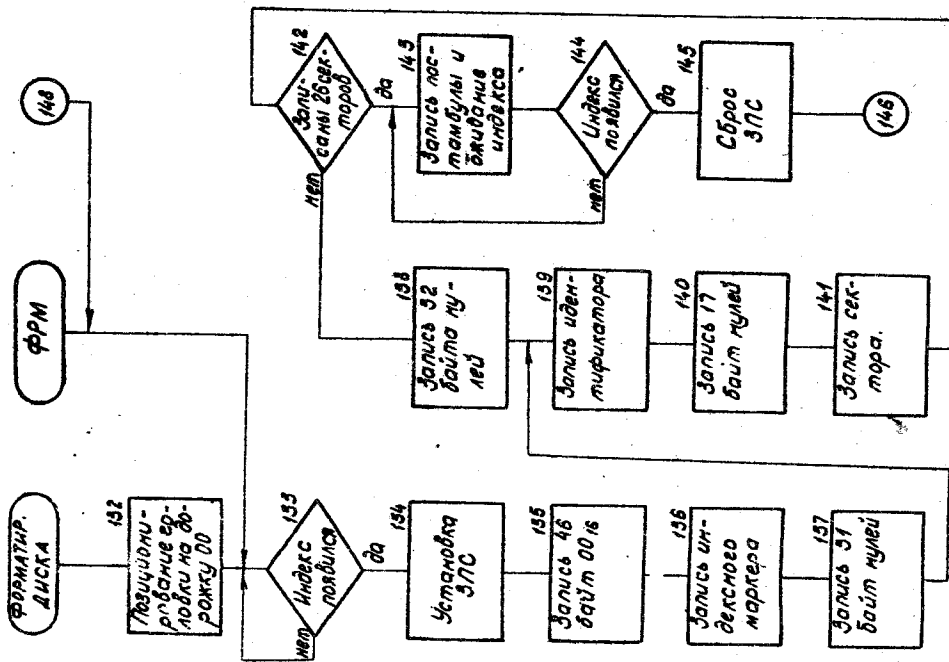 ФОРМАТИР.
ДИСКА
132
Позициони-
рование го-
ловки на до-
рожку 00
133
Индекс
появился
нет
да
134
Установка
ЗПС
135
Запись 46
байт 00₁₆
136
Запись ин-
дексного
маркера
137
Запись 31
байт нулей
ФРМ
138
Запись 32
байта ну-
лей
139
Запись иден-
тификатора
140
Запись 17
байт нулей
141
Запись сек-
тора.
148
142
Запи-
саны 26 сек-
торов
нет
да
143
Запись пос-
тамбулы и
ожидание
индекса
144
Индекс
появился
нет
да
145
Сброс
ЗПС
146